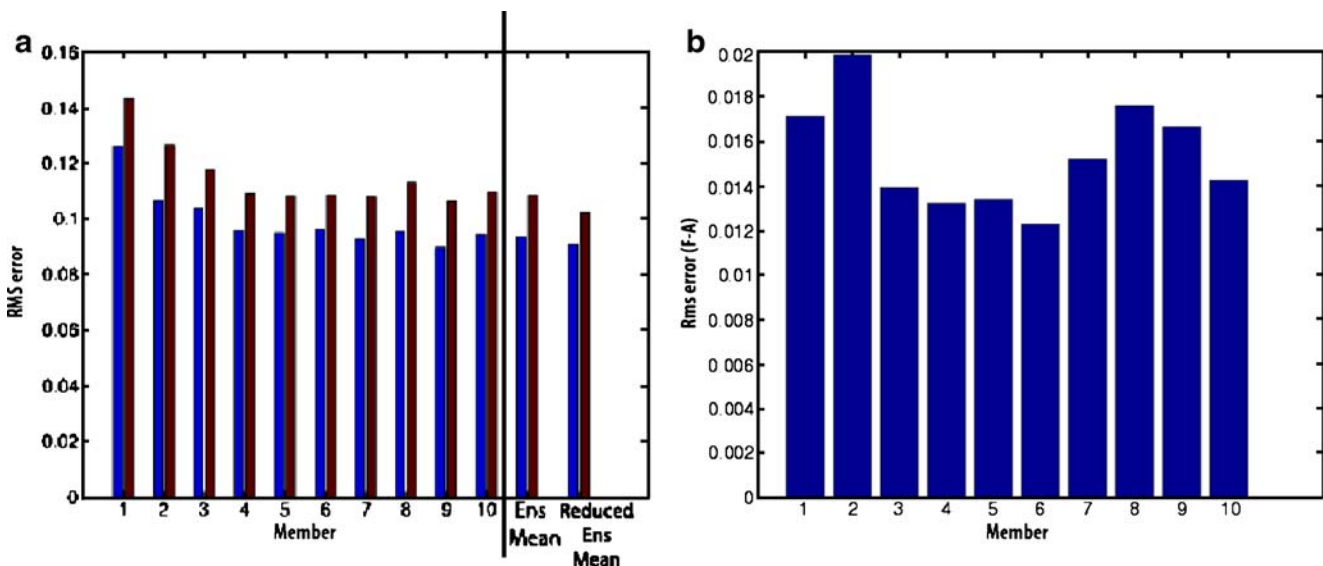 a
0.16
0.14
0.12
0.1
0.08
0.06
0.04
0.02
0
RMS error
1 2 3 4 5 6 7 8 9 10 Ens Mean Reduced Ens Mean
Member
b
0.02
0.018
0.016
0.014
0.012
0.01
0.008
0.006
0.004
0.002
0
Rms error (F-A)
1 2 3 4 5 6 7 8 9 10
Member